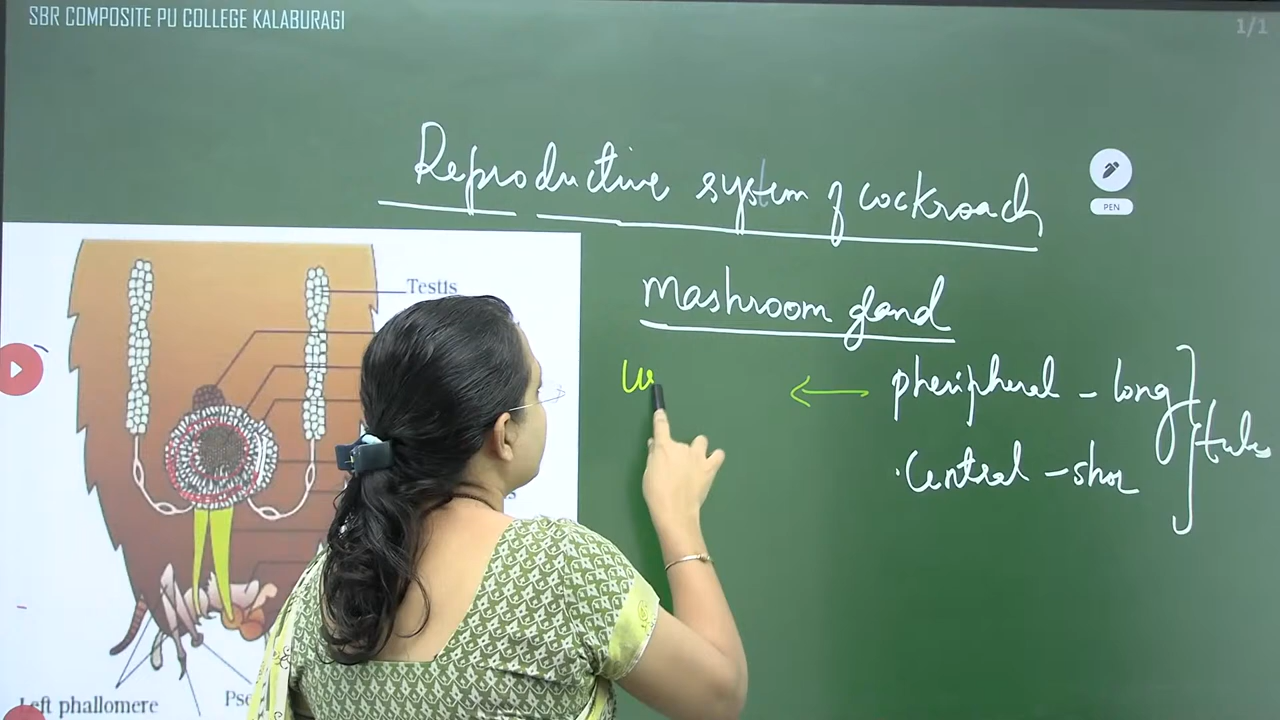 SBR COMPOSITE PU COLLEGE KALABURAGI
1/1
Reproductive system of cockroach
PEN
mashroom gland
Testis
pheripheral - long
central - shor
Left phallomere